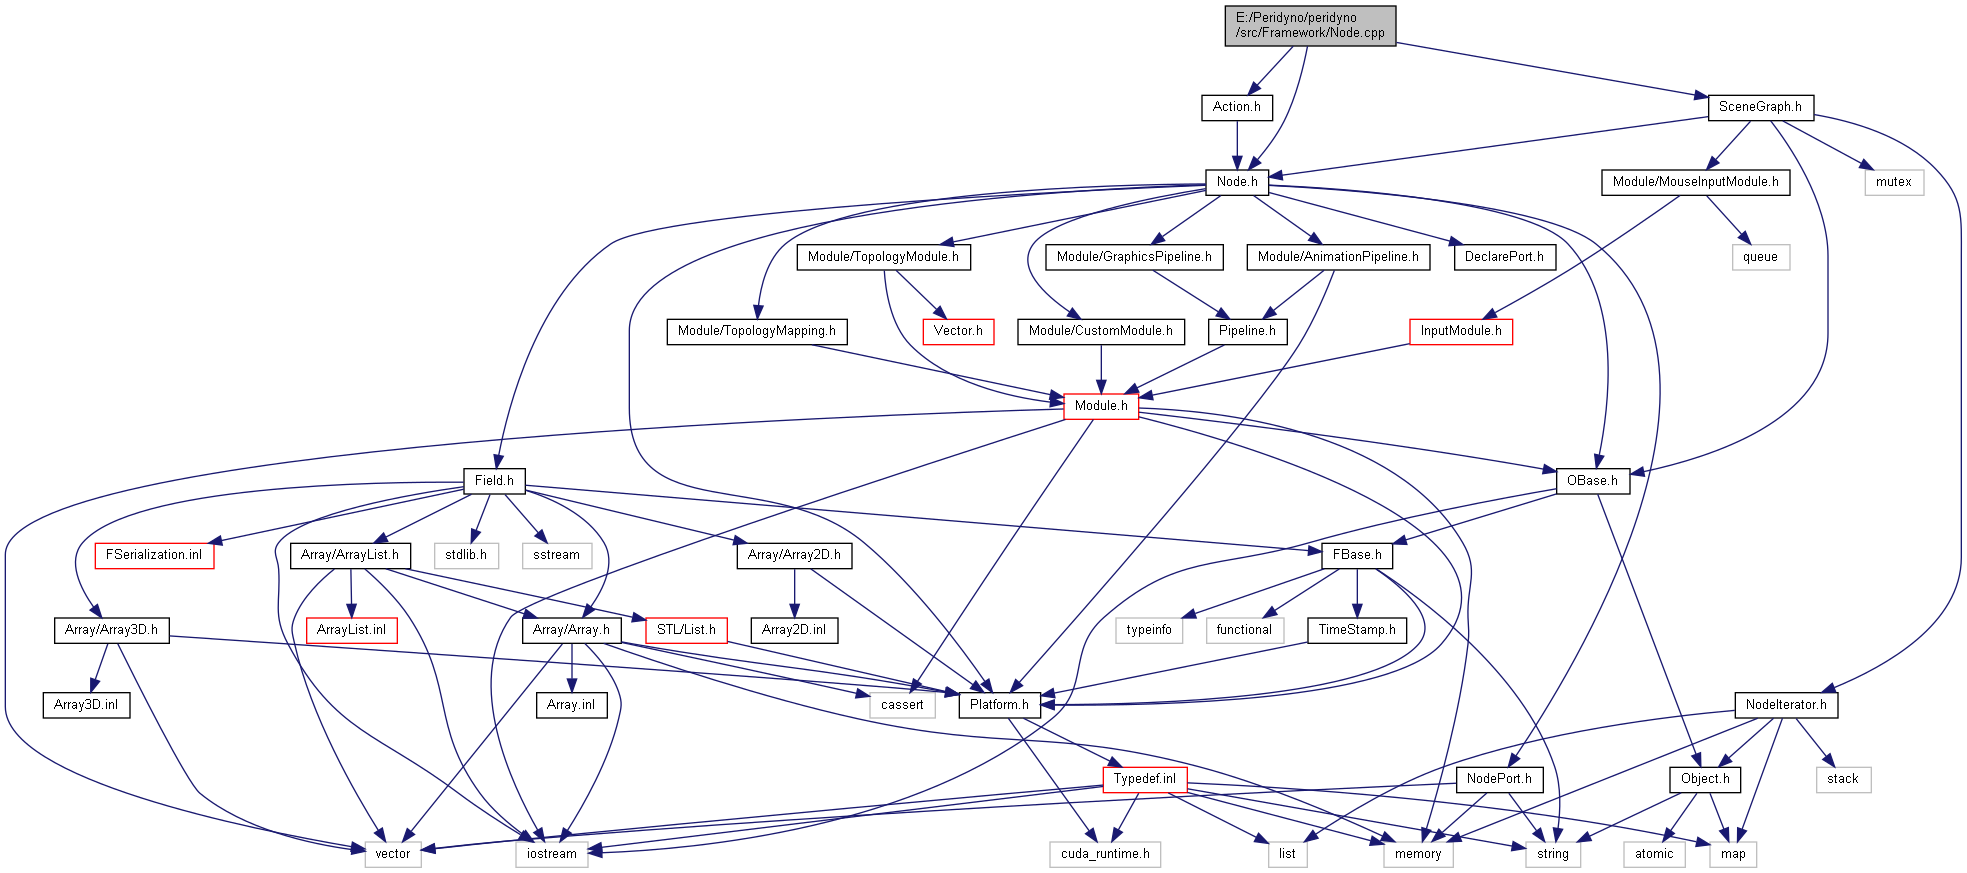 E:/Peridyno/peridyno
/src/Framework/Node.cpp
Action.h
SceneGraph.h
Node.h
Module/MouseInputModule.h
mutex
Module/TopologyModule.h
Module/GraphicsPipeline.h
Module/AnimationPipeline.h
DeclarePort.h
queue
Module/TopologyMapping.h
Vector.h
Module/CustomModule.h
Pipeline.h
InputModule.h
Module.h
Field.h
OBase.h
FSerialization.inl
Array/ArrayList.h
stdlib.h
sstream
Array/Array2D.h
FBase.h
Array/Array3D.h
ArrayList.inl
Array/Array.h
STL/List.h
Array2D.inl
typeinfo
functional
TimeStamp.h
Array3D.inl
Array.inl
cassert
Platform.h
NodeIterator.h
Typedef.inl
NodePort.h
Object.h
stack
vector
iostream
cuda_runtime.h
list
memory
string
atomic
map